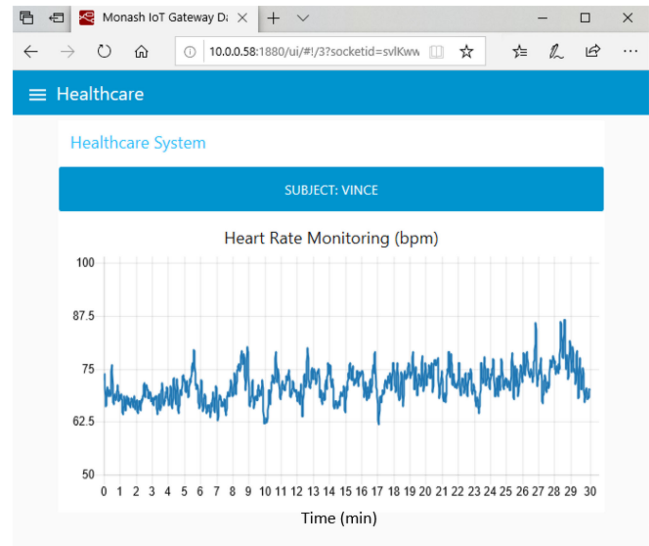 Monash IoT Gateway Da
10.0.0.58:1880/ui/#!/3?socketid=svlKww
Healthcare
Healthcare System
SUBJECT: VINCE
Heart Rate Monitoring (bpm)
100
87.5
75
62.5
50
0 1 2 3 4 5 6 7 8 9 10 11 12 13 14 15 16 17 18 19 20 21 22 23 24 25 26 27 28 29 30
Time (min)